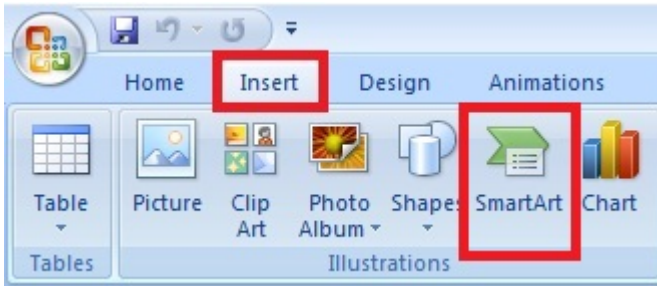 Home Insert Design Animations
Table Picture Clip Art Photo Album Shapes SmartArt Chart
Tables Illustrations